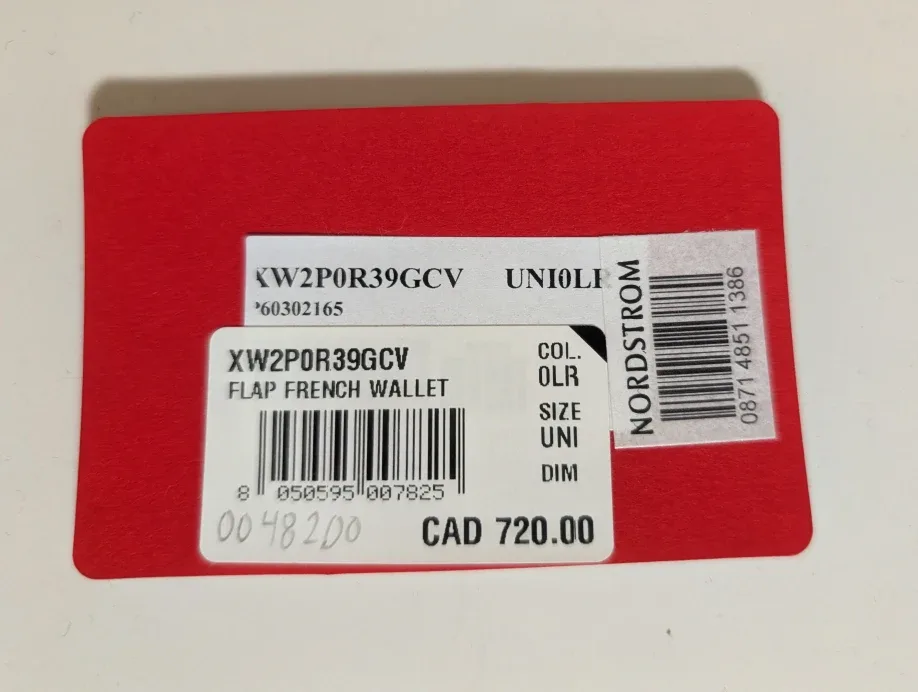 XW2P0R39GCV UNI0LR
P60302165
NORDSTROM
0871 4851 1386
XW2P0R39GCV
FLAP FRENCH WALLET
COL.
0LR
SIZE
UNI
DIM
8 050595 007825
0048200
CAD 720.00